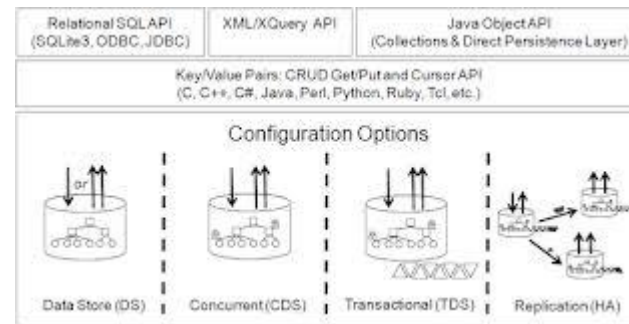 Relational SQL API
(SQLite3, ODBC, JDBC)
XML/XQuery API
Java Object API
(Collections & Direct Persistence Layer)
Key/Value Pairs: CRUD Get/Put and Cursor API
(C, C++, C#, Java, Perl, Python, Ruby, Tcl, etc.)
Configuration Options
or
Data Store (DS)
Concurrent (CDS)
Transactional (TDS)
Replication (HA)